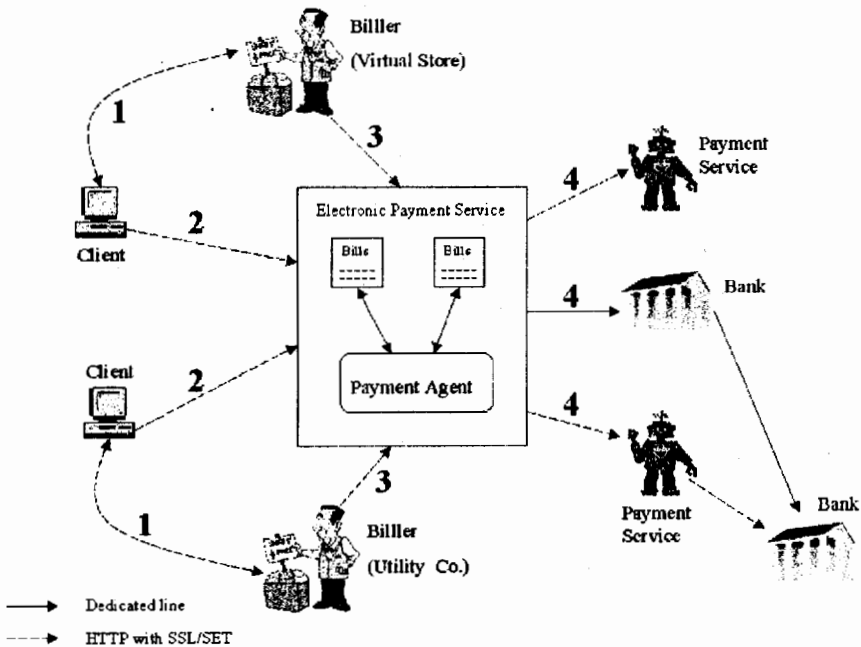 Billler
(Virtual Store)
1
3
Payment
Service
4
Electronic Payment Service
2
Client
Bills
Bills
4
Bank
Client
2
Payment Agent
4
3
Bank
1
Billler
(Utility Co.)
Payment
Service
Dedicated line
HTTP with SSL/SET